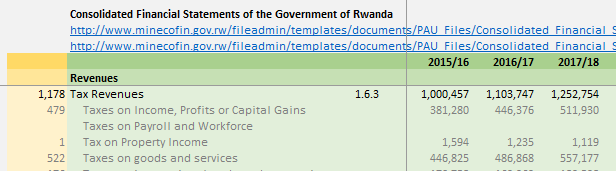 Consolidated Financial Statements of the Government of Rwanda
http://www.minecofin.gov.rw/fileadmin/templates/documents/PAU_Files/Consolidated_Financial_S
http://www.minecofin.gov.rw/fileadmin/templates/documents/PAU_Files/Consolidated_Financial_S
2015/16 2016/17 2017/18
Revenues
1,178 Tax Revenues 1.6.3 1,000,457 1,103,747 1,252,754
479 Taxes on Income, Profits or Capital Gains 381,280 446,376 511,930
Taxes on Payroll and Workforce
1 Tax on Property Income 1,594 1,235 1,119
522 Taxes on goods and services 446,825 486,868 557,177